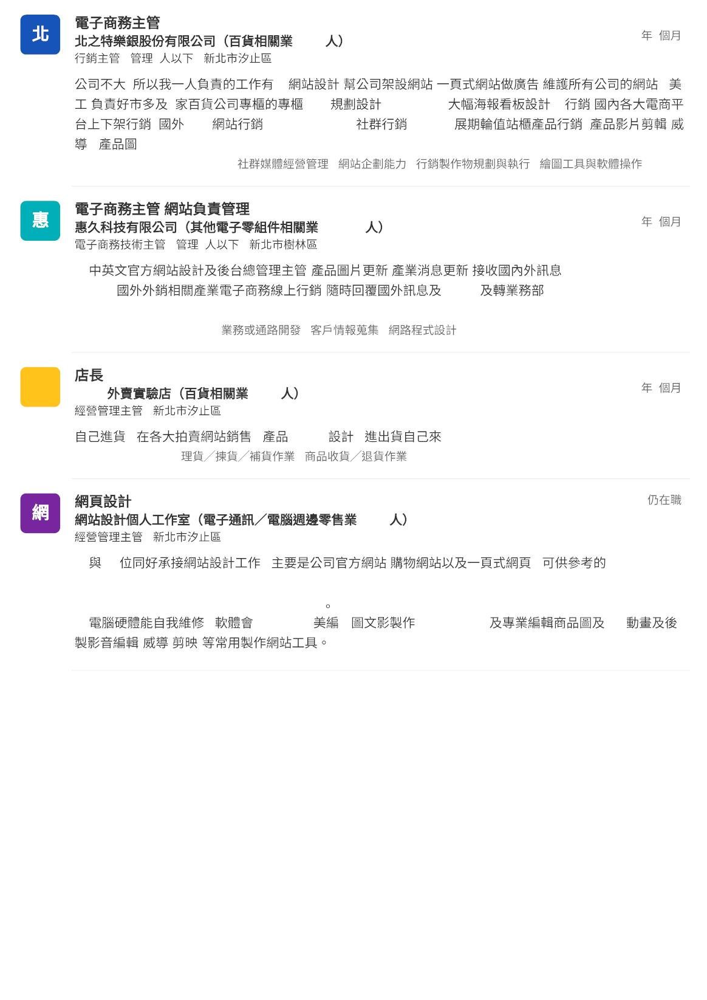 北
電子商務主管
北之特樂銀股份有限公司（百貨相關業 人）
年 個月
行銷主管 管理 人以下 新北市汐止區
公司不大 所以我一人負責的工作有 網站設計 幫公司架設網站 一頁式網站做廣告 維護所有公司的網站 美
工 負責好市多及 家百貨公司專櫃的專櫃 規劃設計 大幅海報看板設計 行銷 國內各大電商平
台上下架行銷 國外 網站行銷 社群行銷 展期輪值站櫃產品行銷 產品影片剪輯 威
導 產品圖
社群媒體經營管理 網站企劃能力 行銷製作物規劃與執行 繪圖工具與軟體操作
惠
電子商務主管 網站負責管理
惠久科技有限公司（其他電子零組件相關業 人）
年 個月
電子商務技術主管 管理 人以下 新北市樹林區
中英文官方網站設計及後台總管理主管 產品圖片更新 產業消息更新 接收國內外訊息
國外外銷相關產業電子商務線上行銷 隨時回覆國外訊息及 及轉業務部
業務或通路開發 客戶情報蒐集 網路程式設計
店長
外賣實驗店（百貨相關業 人）
年 個月
經營管理主管 新北市汐止區
自己進貨 在各大拍賣網站銷售 產品 設計 進出貨自己來
理貨／揀貨／補貨作業 商品收貨／退貨作業
網
網頁設計
仍在職
網站設計個人工作室（電子通訊／電腦週邊零售業 人）
經營管理主管 新北市汐止區
與 位同好承接網站設計工作 主要是公司官方網站 購物網站以及一頁式網頁 可供參考的
。
電腦硬體能自我維修 軟體會 美編 圖文影製作 及專業編輯商品圖及 動畫及後
製影音編輯 威導 剪映 等常用製作網站工具。